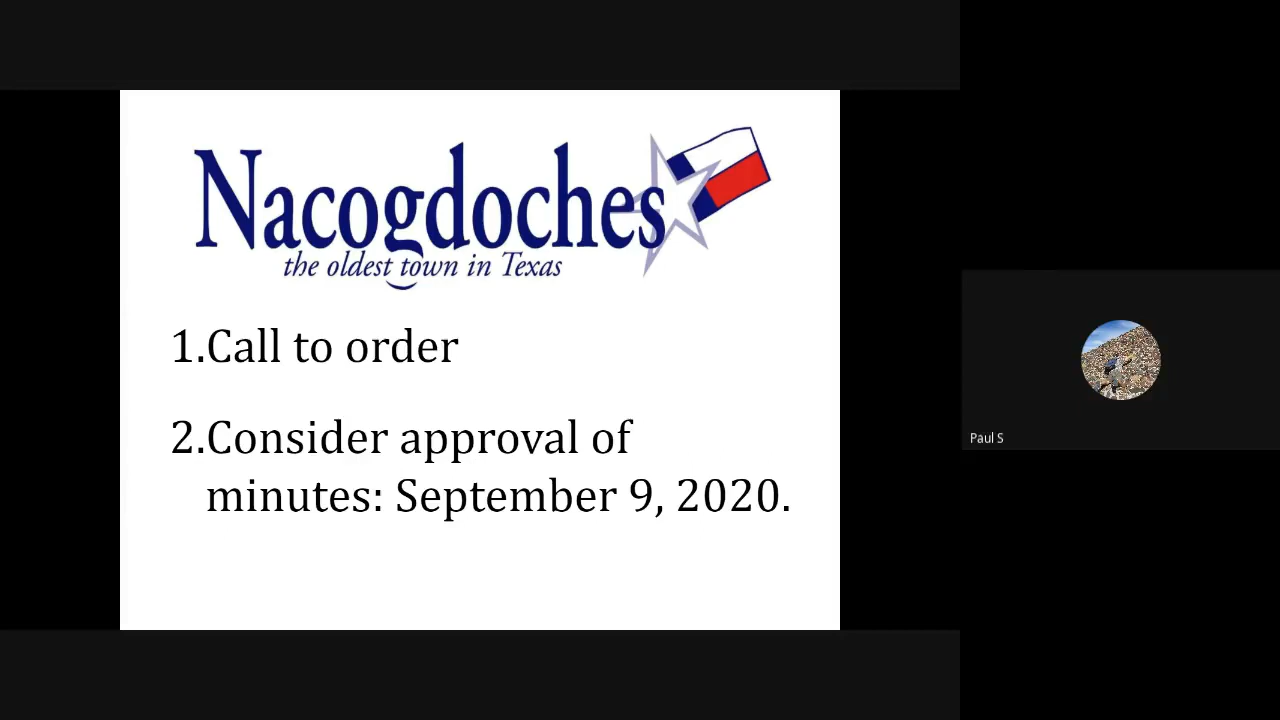 Nacogdoches
the oldest town in Texas
1.Call to order
2.Consider approval of
minutes: September 9, 2020.
Paul S